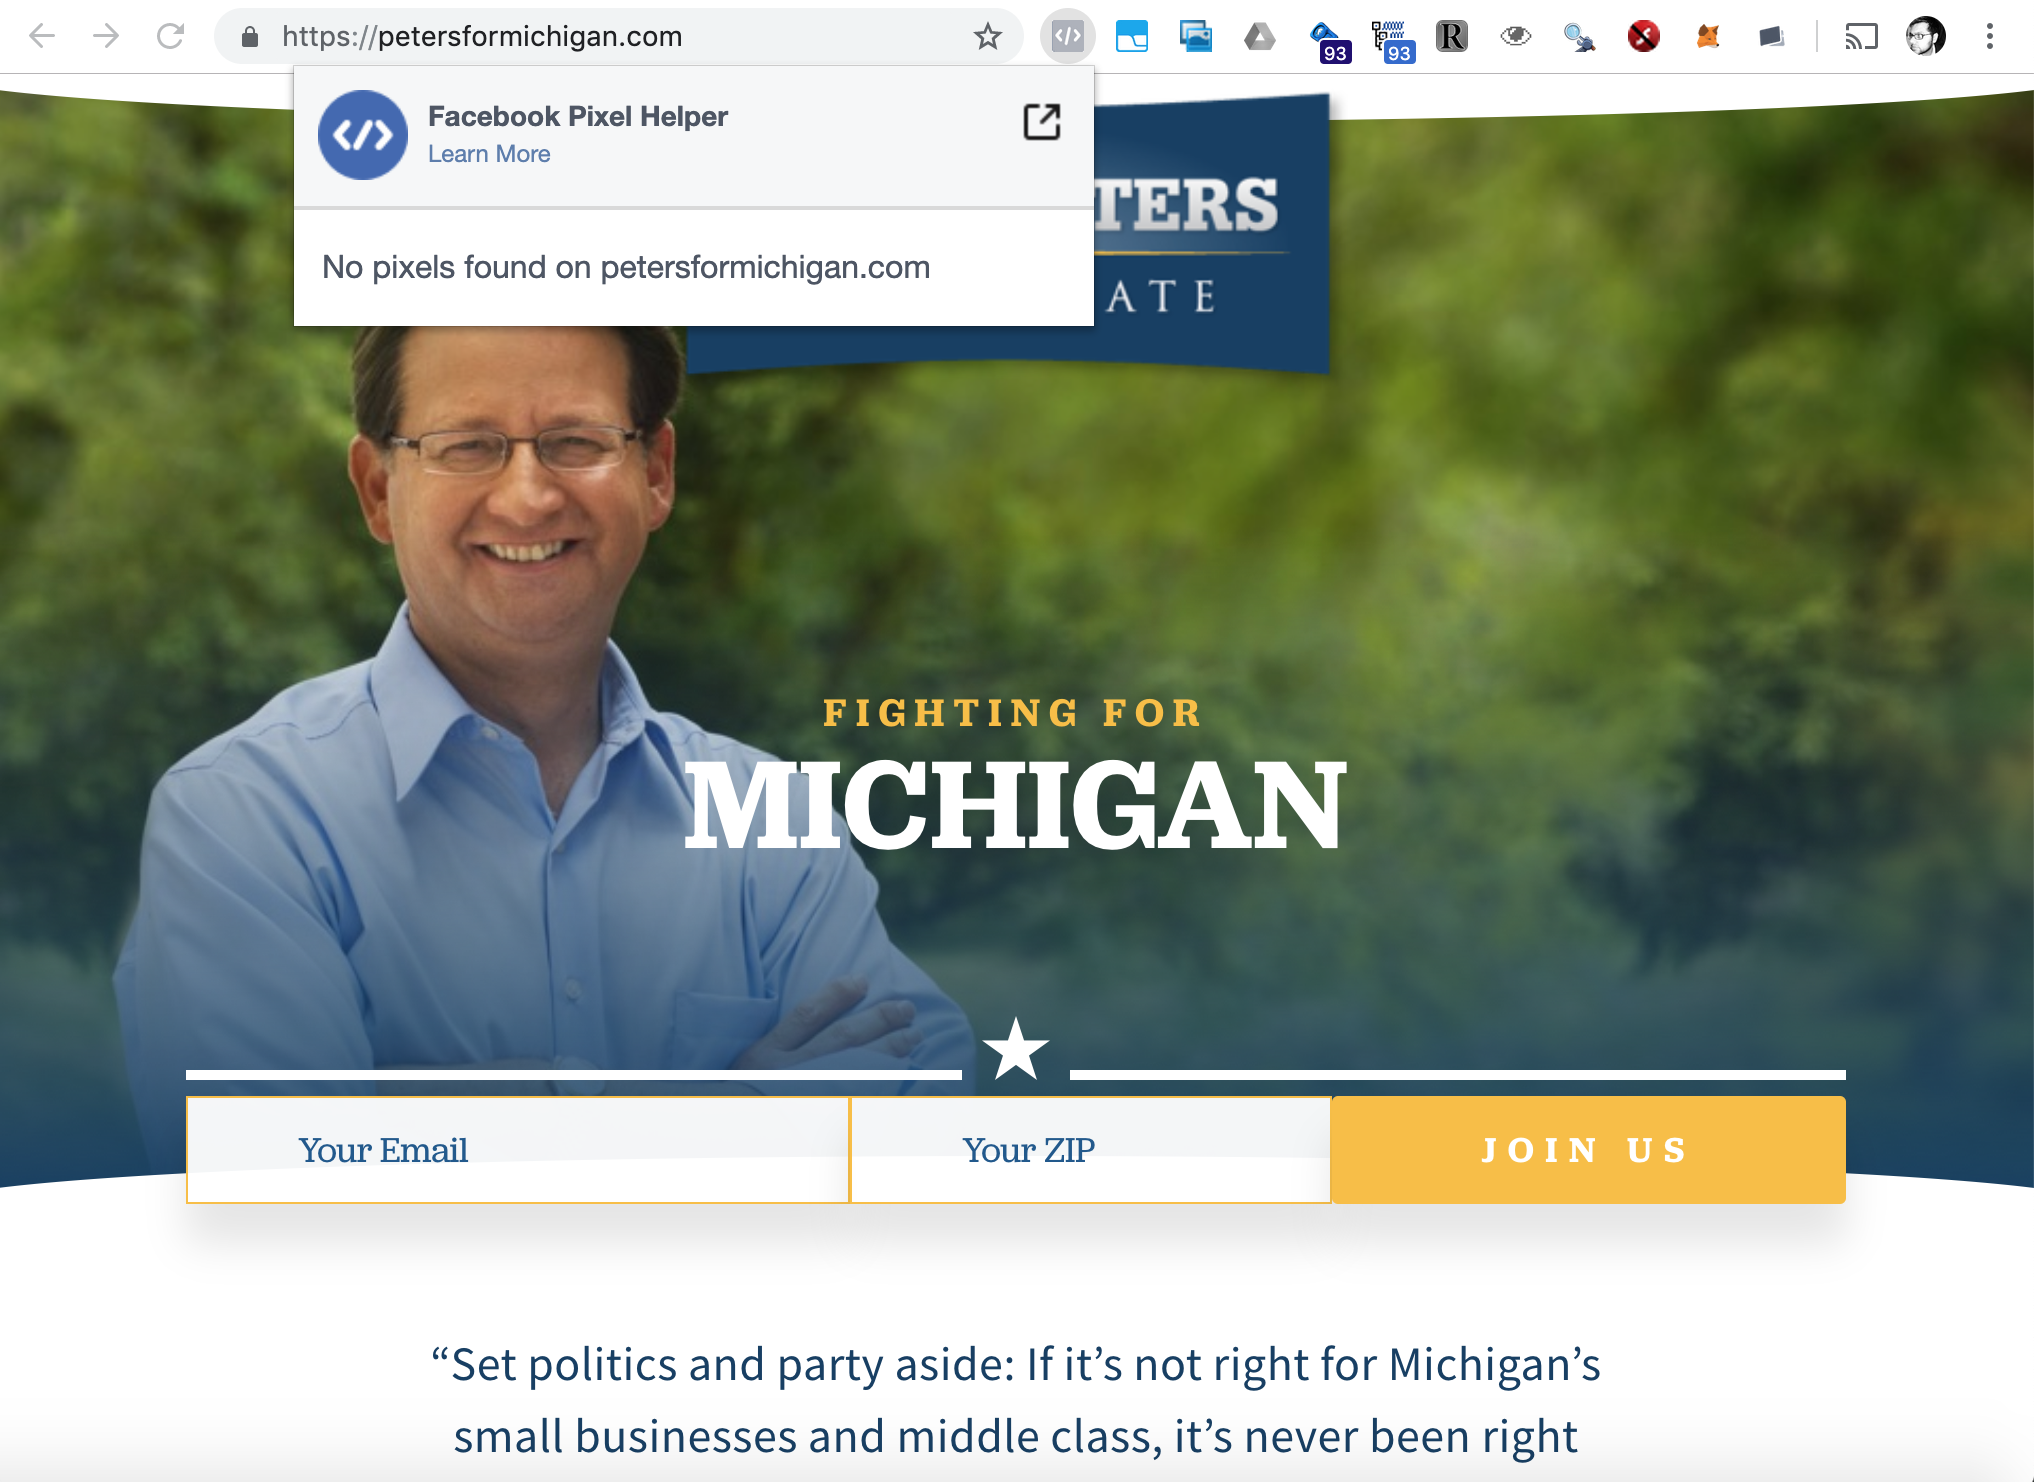 https://petersformichigan.com
93
93
R
Facebook Pixel Helper
Learn More
No pixels found on petersformichigan.com
TERS
ATE
FIGHTING FOR
MICHIGAN
Your Email
Your ZIP
JOIN US
“Set politics and party aside: If it’s not right for Michigan’s
small businesses and middle class, it’s never been right